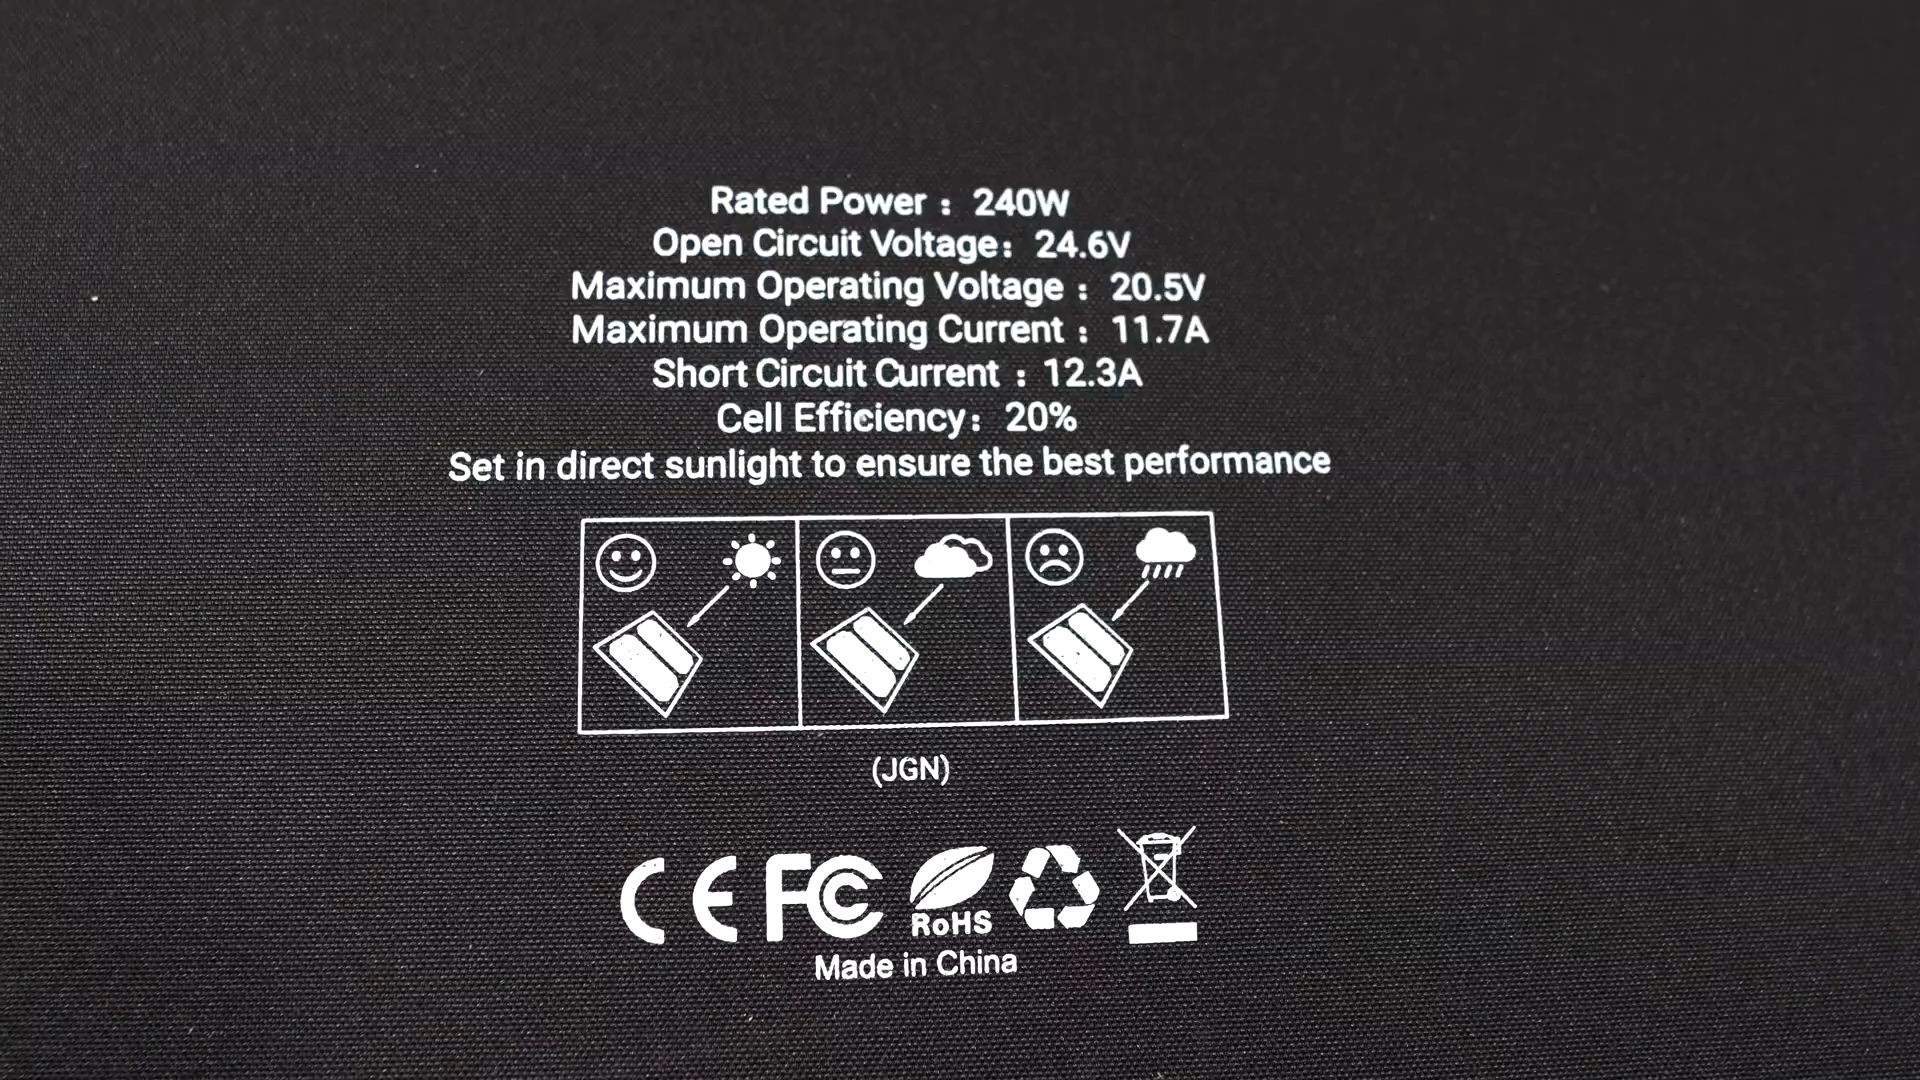 Rated Power : 240W
Open Circuit Voltage: 24.6V
Maximum Operating Voltage : 20.5V
Maximum Operating Current : 11.7A
Short Circuit Current : 12.3A
Cell Efficiency: 20%
Set in direct sunlight to ensure the best performance
(JGN)
CE FC RoHS
Made in China